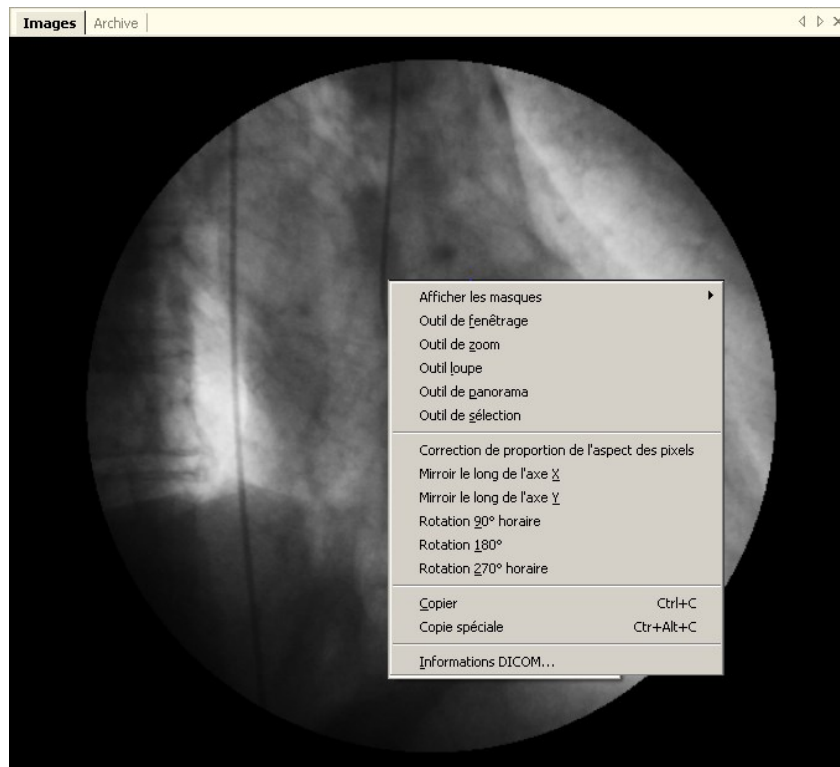 Images Archive
Afficher les masques
Outil de fenêtrage
Outil de zoom
Outil loupe
Outil de panorama
Outil de sélection
Correction de proportion de l'aspect des pixels
Mirroir le long de l'axe X
Mirroir le long de l'axe Y
Rotation 90° horaire
Rotation 180°
Rotation 270° horaire
Copier Ctrl+C
Copie spéciale Ctr+Alt+C
Informations DICOM...